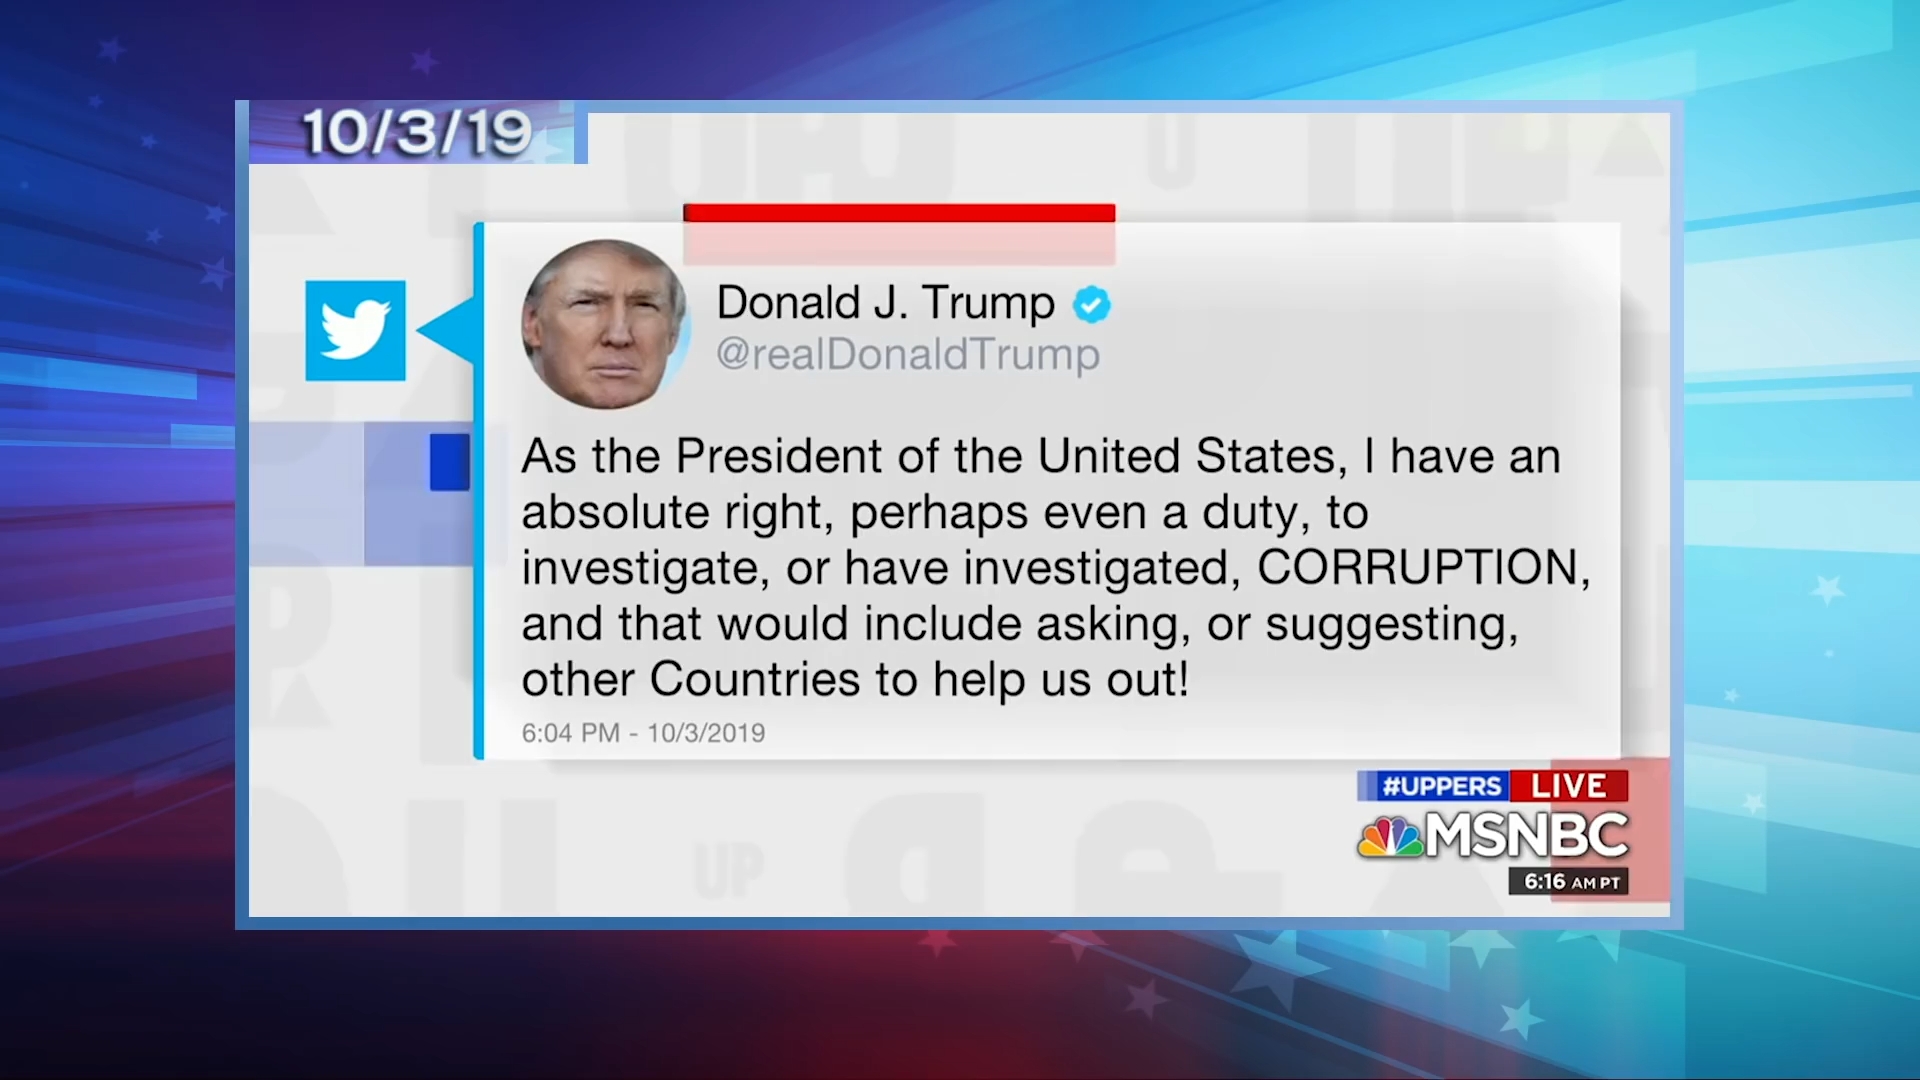 10/3/19
Donald J. Trump
@realDonaldTrump
As the President of the United States, I have an
absolute right, perhaps even a duty, to
investigate, or have investigated, CORRUPTION,
and that would include asking, or suggesting,
other Countries to help us out!
6:04 PM - 10/3/2019
#UPPERS LIVE
MSNBC
6:16 AM PT
UP